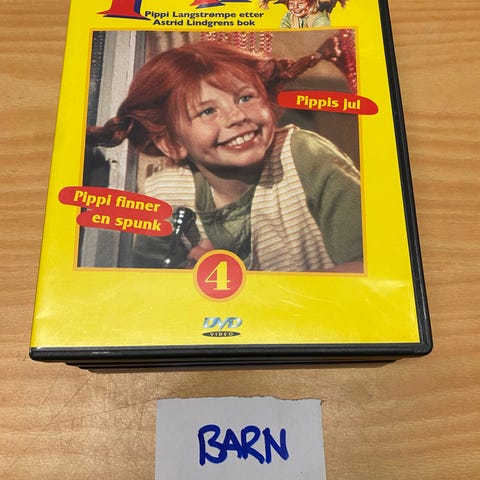 Pippi Langstrømpe etter
Astrid Lindgrens bok
Pippis jul
Pippi finner
en spunk
4
DVD
VIDEO
BARN